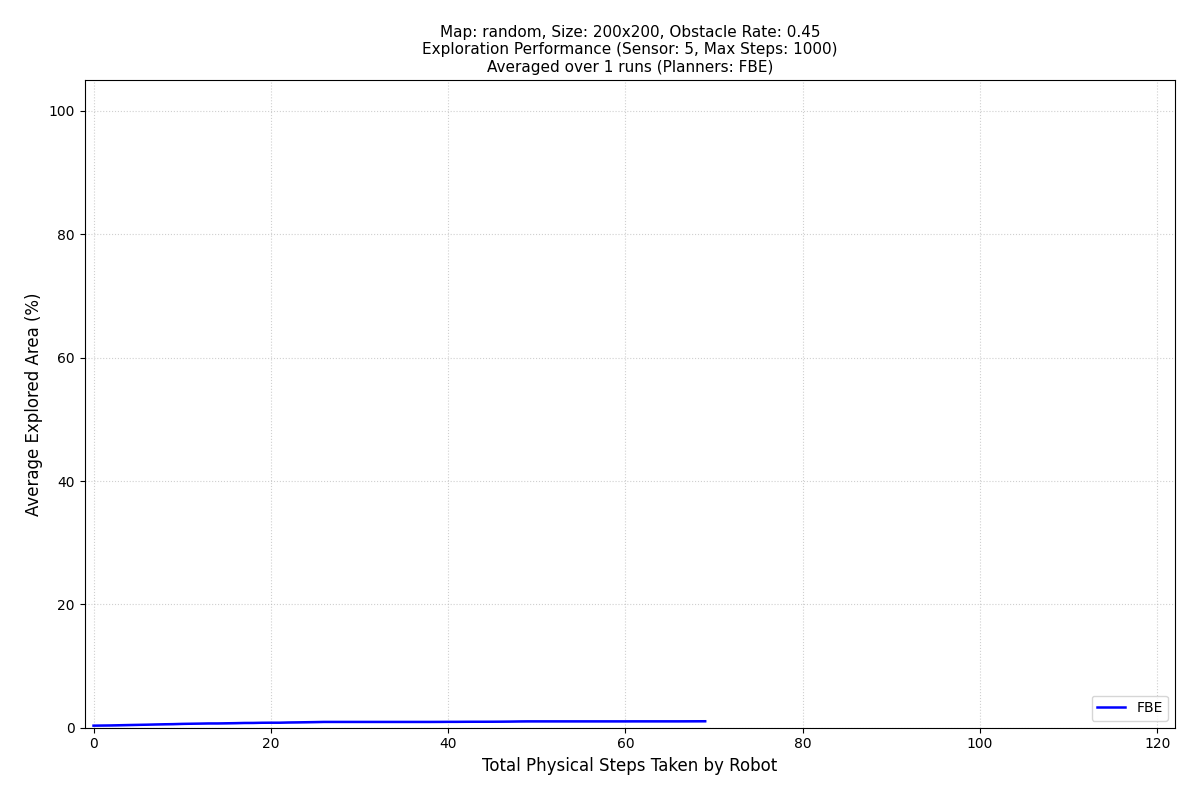 Map: random, Size: 200x200, Obstacle Rate: 0.45
Exploration Performance (Sensor: 5, Max Steps: 1000)
Averaged over 1 runs (Planners: FBE)
Average Explored Area (%)
100
80
60
40
20
0
0 20 40 60 80 100 120
Total Physical Steps Taken by Robot
FBE